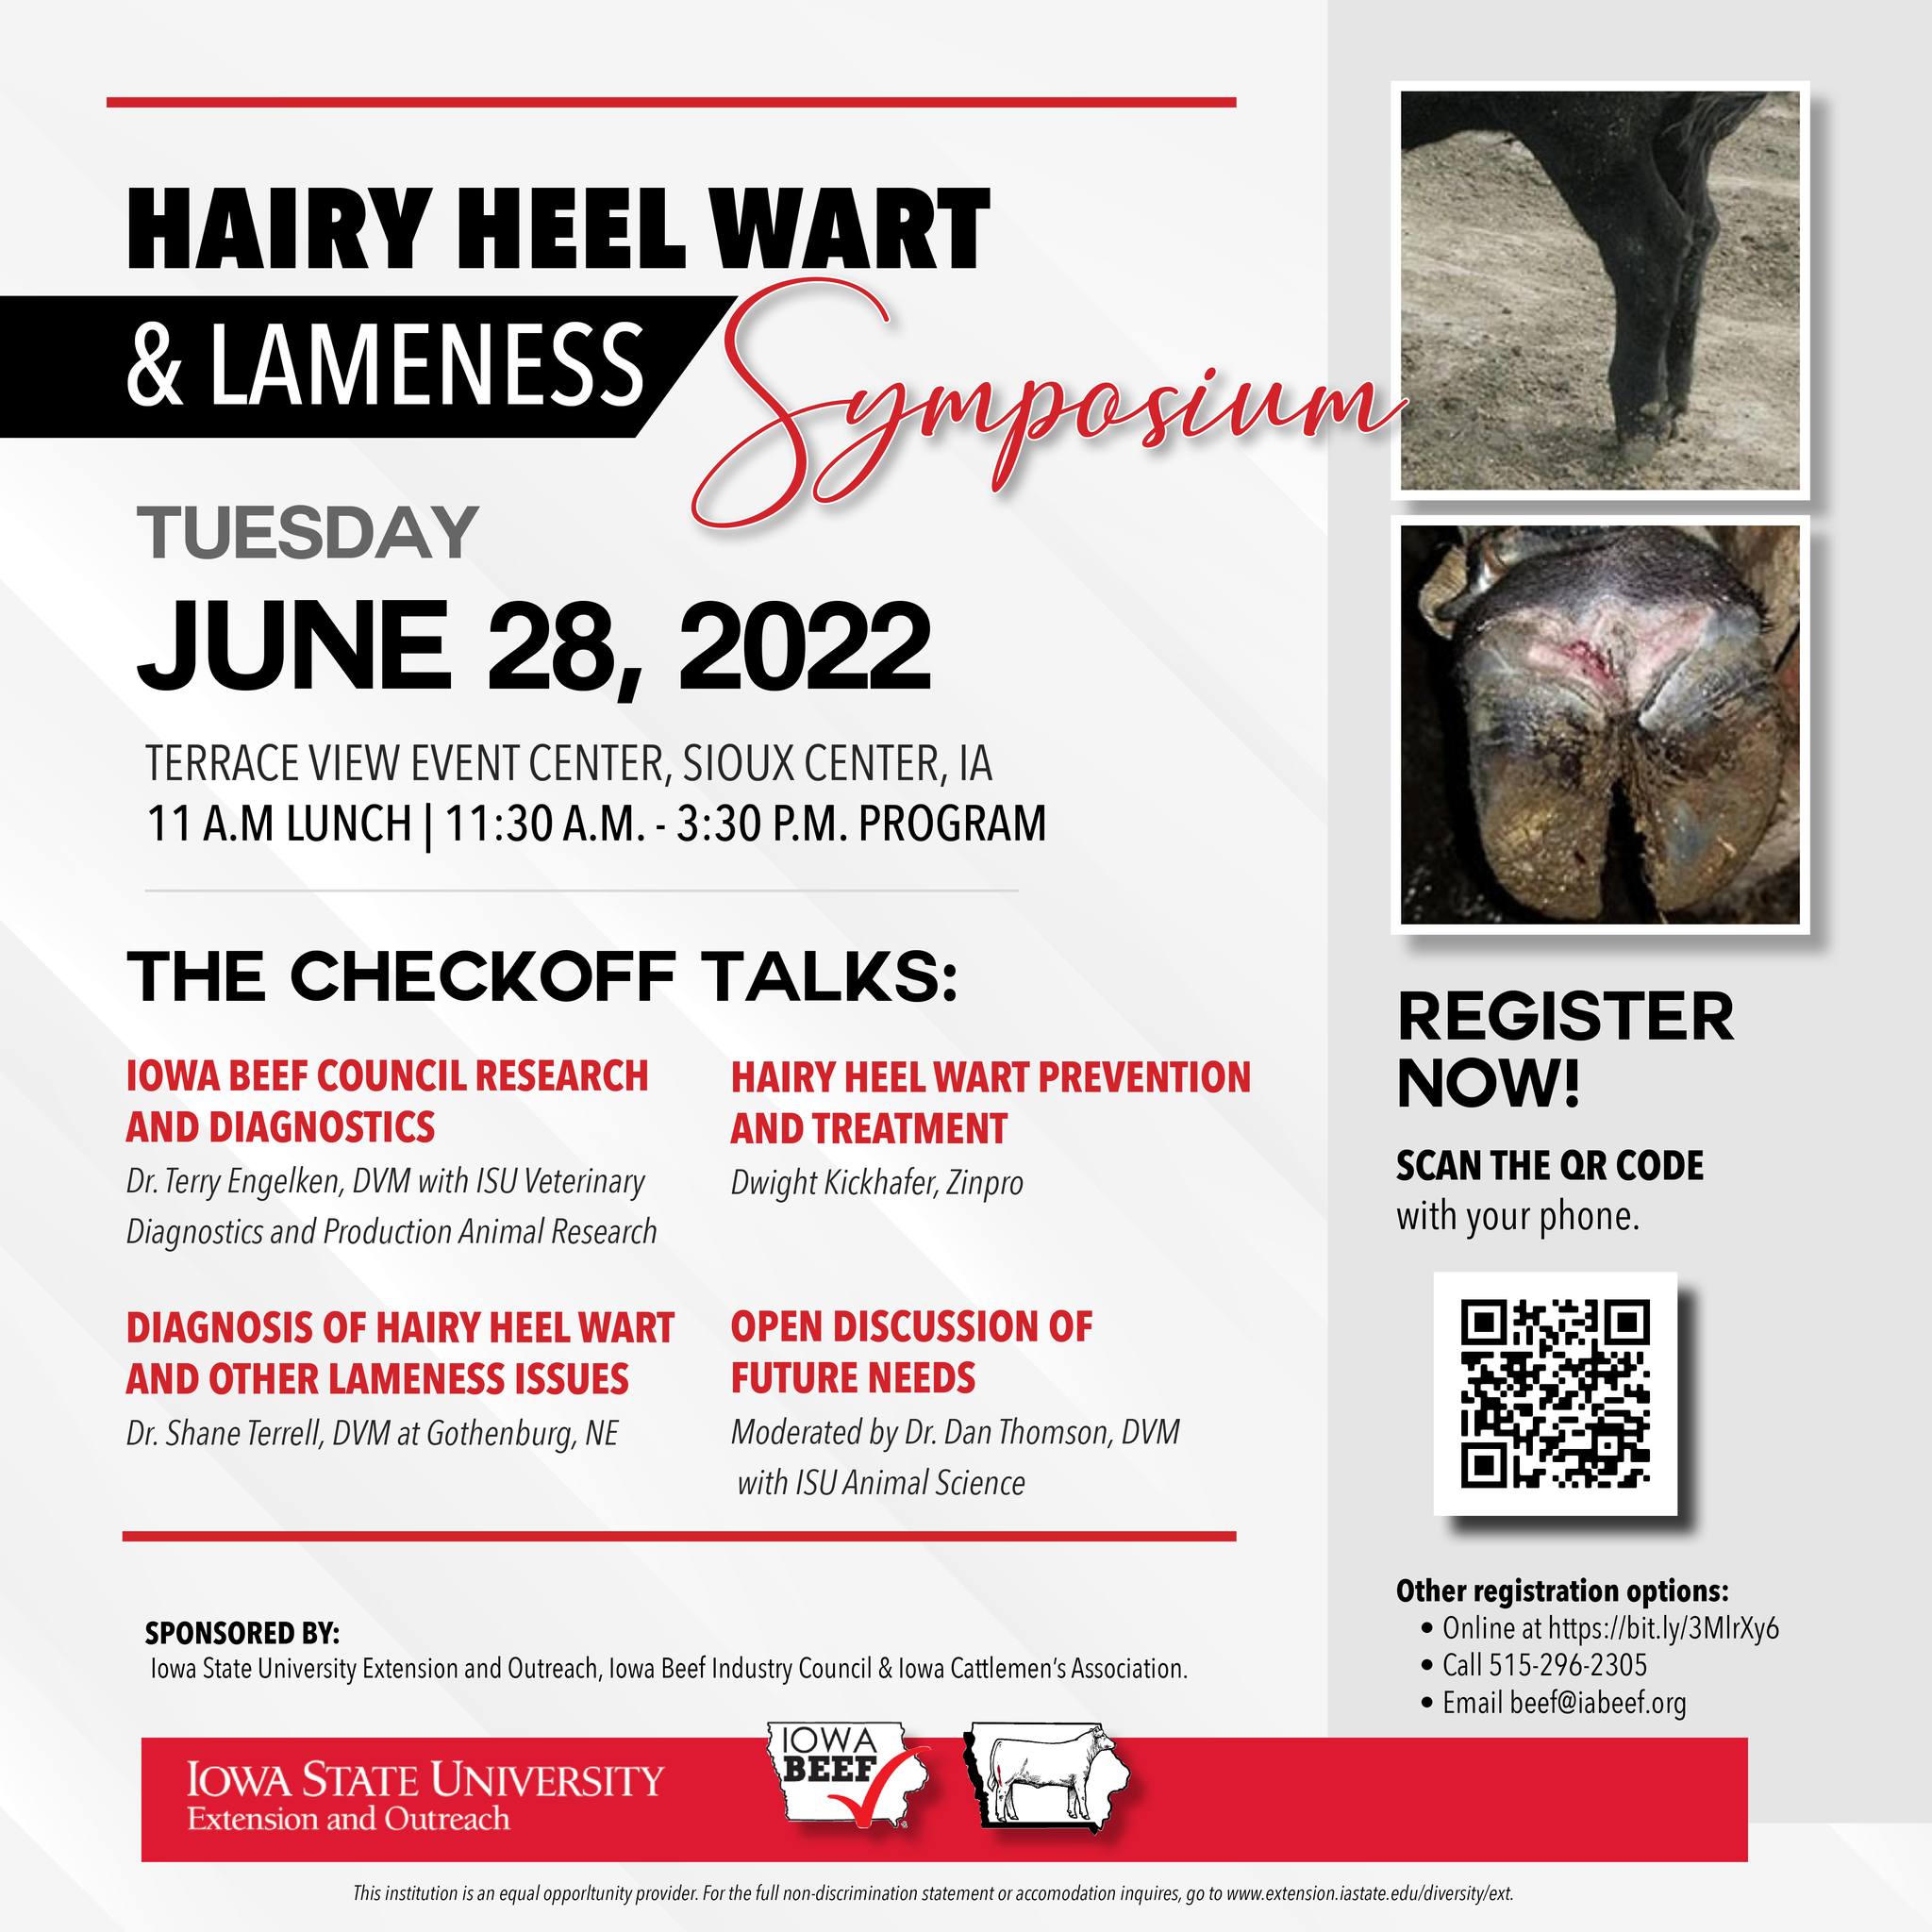 HAIRY HEEL WART
& LAMENESS
Symposium
TUESDAY
JUNE 28, 2022
TERRACE VIEW EVENT CENTER, SIOUX CENTER, IA
11 A.M LUNCH | 11:30 A.M. - 3:30 P.M. PROGRAM
THE CHECKOFF TALKS:
IOWA BEEF COUNCIL RESEARCH
AND DIAGNOSTICS
Dr. Terry Engelken, DVM with ISU Veterinary
Diagnostics and Production Animal Research
HAIRY HEEL WART PREVENTION
AND TREATMENT
Dwight Kickhafer, Zinpro
DIAGNOSIS OF HAIRY HEEL WART
AND OTHER LAMENESS ISSUES
Dr. Shane Terrell, DVM at Gothenburg, NE
OPEN DISCUSSION OF
FUTURE NEEDS
Moderated by Dr. Dan Thomson, DVM
with ISU Animal Science
REGISTER
NOW!
SCAN THE QR CODE
with your phone.
Other registration options:
• Online at https://bit.ly/3MlrXy6
• Call 515-296-2305
• Email beef@iabeef.org
SPONSORED BY:
Iowa State University Extension and Outreach, Iowa Beef Industry Council & Iowa Cattlemen's Association.
IOWA STATE UNIVERSITY
Extension and Outreach
IOWA
BEEF
This institution is an equal opporltunity provider. For the full non-discrimination statement or accomodation inquires, go to www.extension.iastate.edu/diversity/ext.